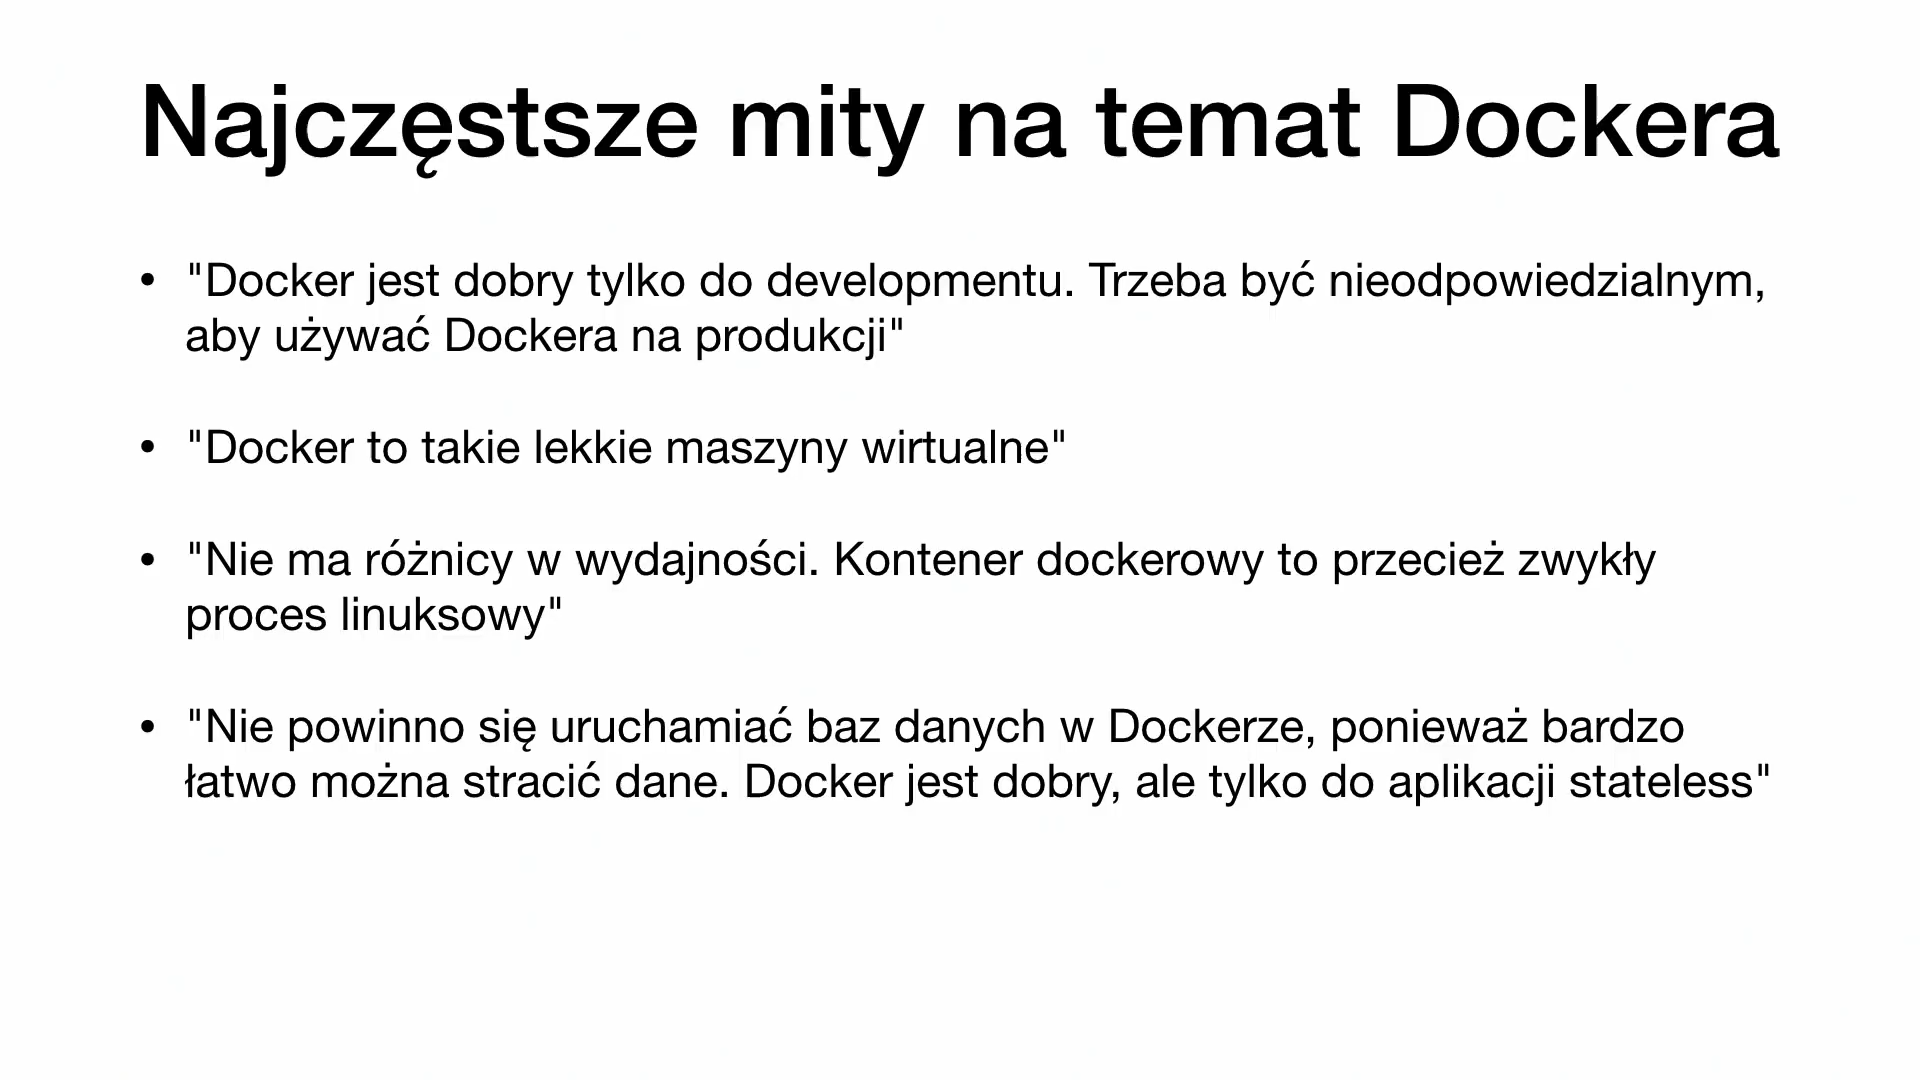 Najczęstsze mity na temat Dockera
• "Docker jest dobry tylko do developmentu. Trzeba być nieodpowiedzialnym,
aby używać Dockera na produkcji"
• "Docker to takie lekkie maszyny wirtualne"
• "Nie ma różnicy w wydajności. Kontener dockerowy to przecież zwykły
proces linuksowy"
• "Nie powinno się uruchamiać baz danych w Dockerze, ponieważ bardzo
łatwo można stracić dane. Docker jest dobry, ale tylko do aplikacji stateless"